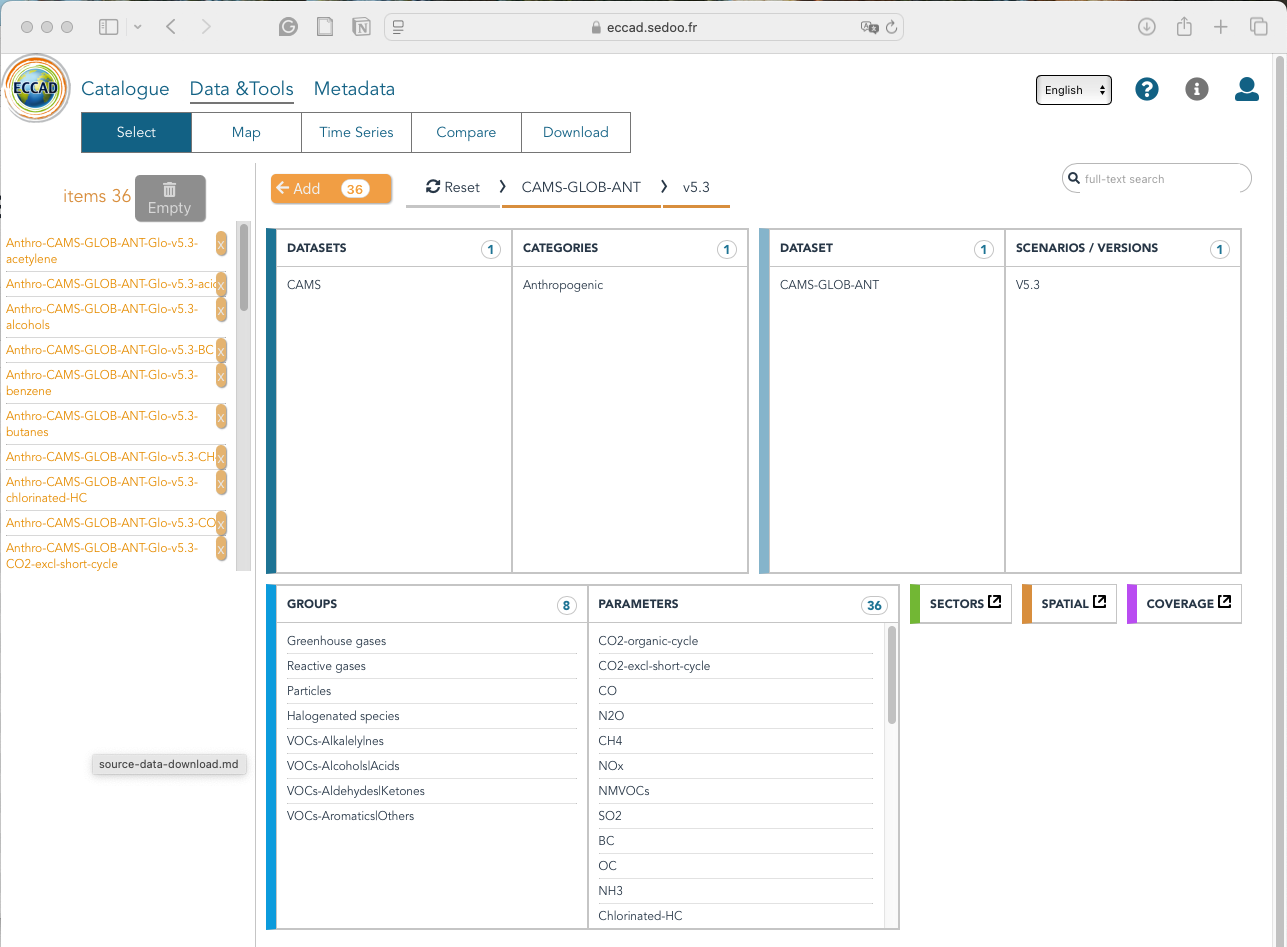 eccad.sedoo.fr
ECCAD
Catalogue Data &Tools Metadata
English
Select Map Time Series Compare Download
items 36
Empty
Add 36
Reset CAMS-GLOB-ANT v5.3
full-text search
Anthro-CAMS-GLOB-ANT-Glo-v5.3-
acetylene
x
Anthro-CAMS-GLOB-ANT-Glo-v5.3-acid
x
Anthro-CAMS-GLOB-ANT-Glo-v5.3-
alcohols
x
Anthro-CAMS-GLOB-ANT-Glo-v5.3-BC
x
Anthro-CAMS-GLOB-ANT-Glo-v5.3-
benzene
x
Anthro-CAMS-GLOB-ANT-Glo-v5.3-
butanes
x
Anthro-CAMS-GLOB-ANT-Glo-v5.3-CH
x
Anthro-CAMS-GLOB-ANT-Glo-v5.3-
chlorinated-HC
x
Anthro-CAMS-GLOB-ANT-Glo-v5.3-CO
x
Anthro-CAMS-GLOB-ANT-Glo-v5.3-
CO2-excl-short-cycle
x
source-data-download.md
DATASETS 1
CAMS
CATEGORIES 1
Anthropogenic
DATASET 1
CAMS-GLOB-ANT
SCENARIOS / VERSIONS 1
V5.3
GROUPS 8
Greenhouse gases
Reactive gases
Particles
Halogenated species
VOCs-Alkalelylnes
VOCs-Alcohols|Acids
VOCs-Aldehydes|Ketones
VOCs-Aromatics|Others
PARAMETERS 36
CO2-organic-cycle
CO2-excl-short-cycle
CO
N2O
CH4
NOx
NMVOCs
SO2
BC
OC
NH3
Chlorinated-HC
SECTORS
SPATIAL
COVERAGE